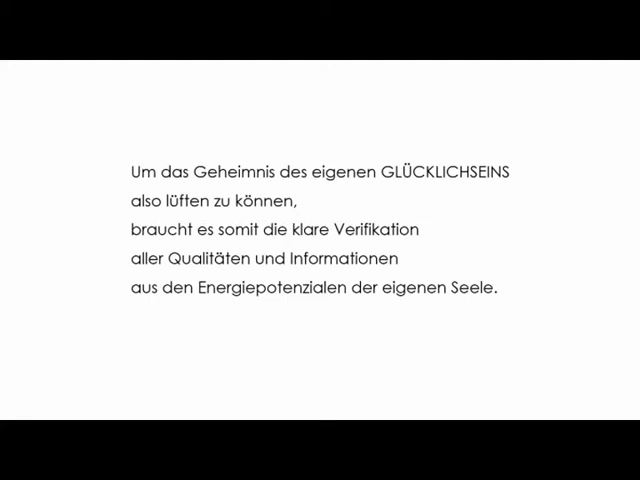 Um das Geheimnis des eigenen GLÜCKLICHSEINS
also lüften zu können,
braucht es somit die klare Verifikation
aller Qualitäten und Informationen
aus den Energiepotenzialen der eigenen Seele.